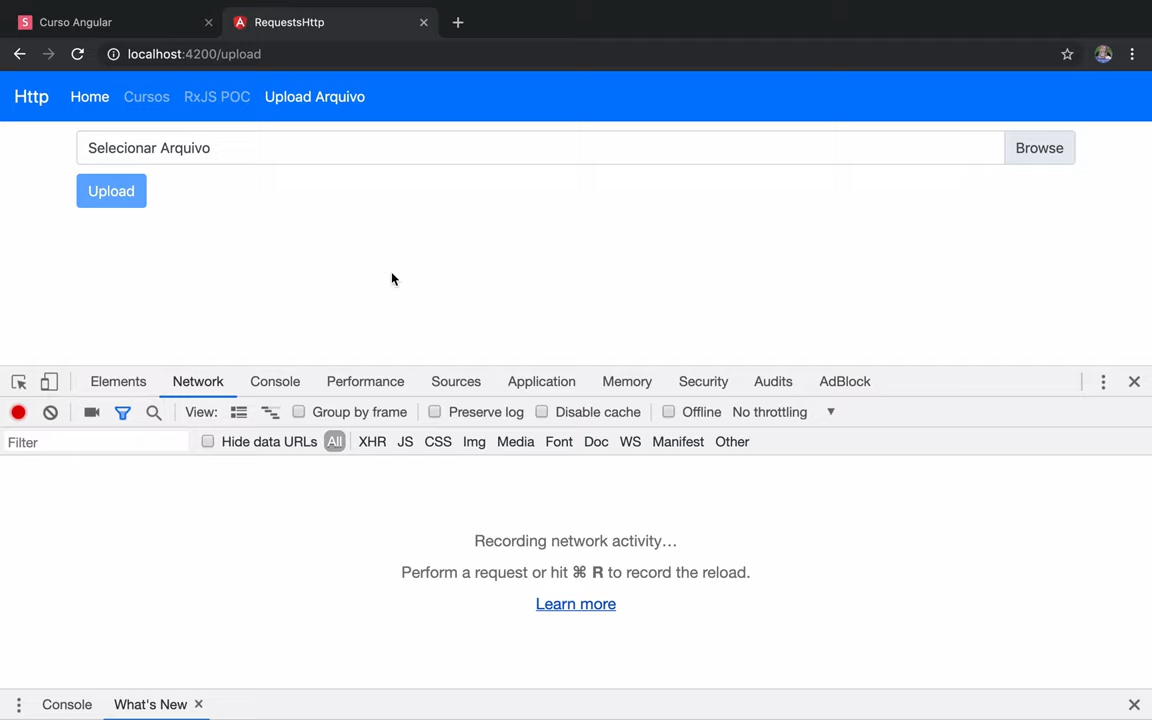 S Curso Angular
RequestsHttp
localhost:4200/upload
Http Home Cursos RxJS POC Upload Arquivo
Selecionar Arquivo Browse
Upload
Elements Network Console Performance Sources Application Memory Security Audits AdBlock
View: Group by frame Preserve log Disable cache Offline No throttling
Filter Hide data URLs All XHR JS CSS Img Media Font Doc WS Manifest Other
Recording network activity…
Perform a request or hit ⌘ R to record the reload.
Learn more
Console What's New